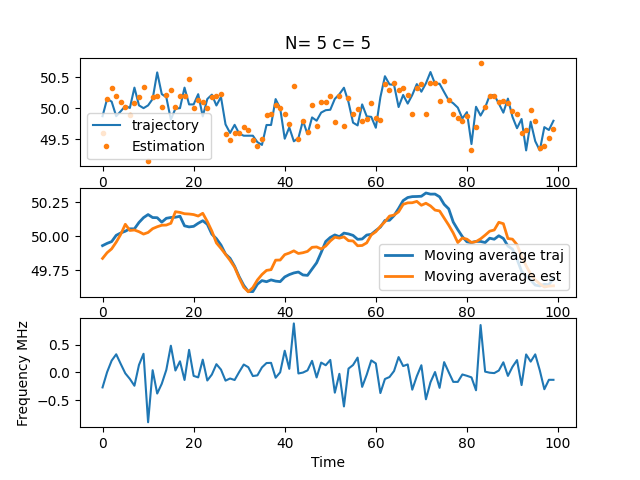 N= 5 c= 5
50.5
50.0
49.5
trajectory
Estimation
0 20 40 60 80 100
50.25
50.00
49.75
Moving average traj
Moving average est
0 20 40 60 80 100
Frequency MHz
0.5
0.0
−0.5
0 20 40 60 80 100
Time